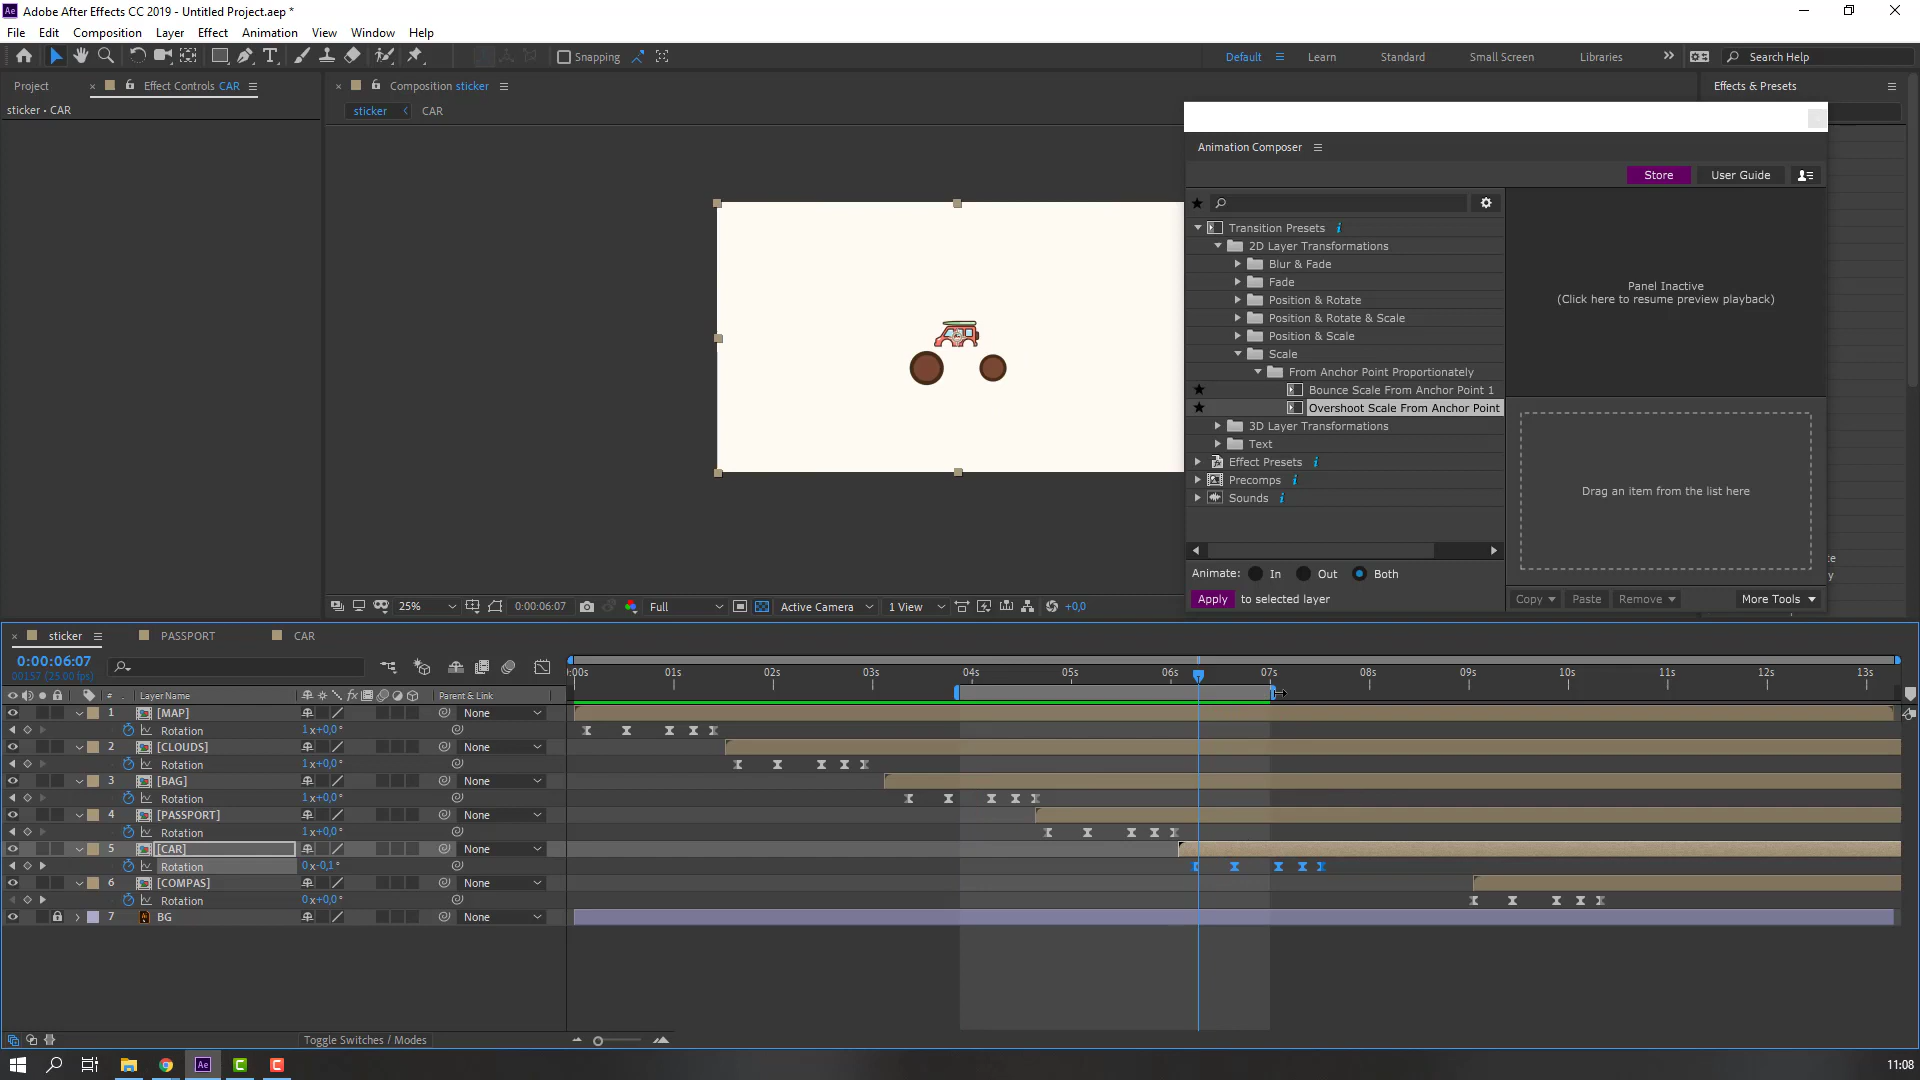 Adobe After Effects CC 2019 - Untitled Project.aep *
File Edit Composition Layer Effect Animation View Window Help
Snapping
Default Learn Standard Small Screen Libraries Search Help
Project Effect Controls CAR
Composition sticker
Effects & Presets
sticker • CAR
sticker CAR
Animation Composer
Store User Guide
Transition Presets
2D Layer Transformations
Blur & Fade
Fade
Position & Rotate
Position & Rotate & Scale
Position & Scale
Scale
From Anchor Point Proportionately
Bounce Scale From Anchor Point 1
Overshoot Scale From Anchor Point
3D Layer Transformations
Text
Effect Presets
Precomps
Sounds
Panel Inactive
(Click here to resume preview playback)
Drag an item from the list here
Animate: In Out Both
Apply to selected layer
Copy Paste Remove More Tools
25% 0:00:06:07 Full Active Camera 1 View +0,0
sticker PASSPORT CAR
0:00:06:07
00157 (25.00 fps)
# Layer Name Parent & Link
:00s 01s 02s 03s 04s 05s 06s 07s 08s 09s 10s 11s 12s 13s
1 [MAP] None
Rotation 1x+0,0°
2 [CLOUDS] None
Rotation 1x+0,0°
3 [BAG] None
Rotation 1x+0,0°
4 [PASSPORT] None
Rotation 1x+0,0°
5 [CAR] None
Rotation 0x-0,1°
6 [COMPAS] None
Rotation 0x+0,0°
7 BG None
Toggle Switches / Modes
11:08